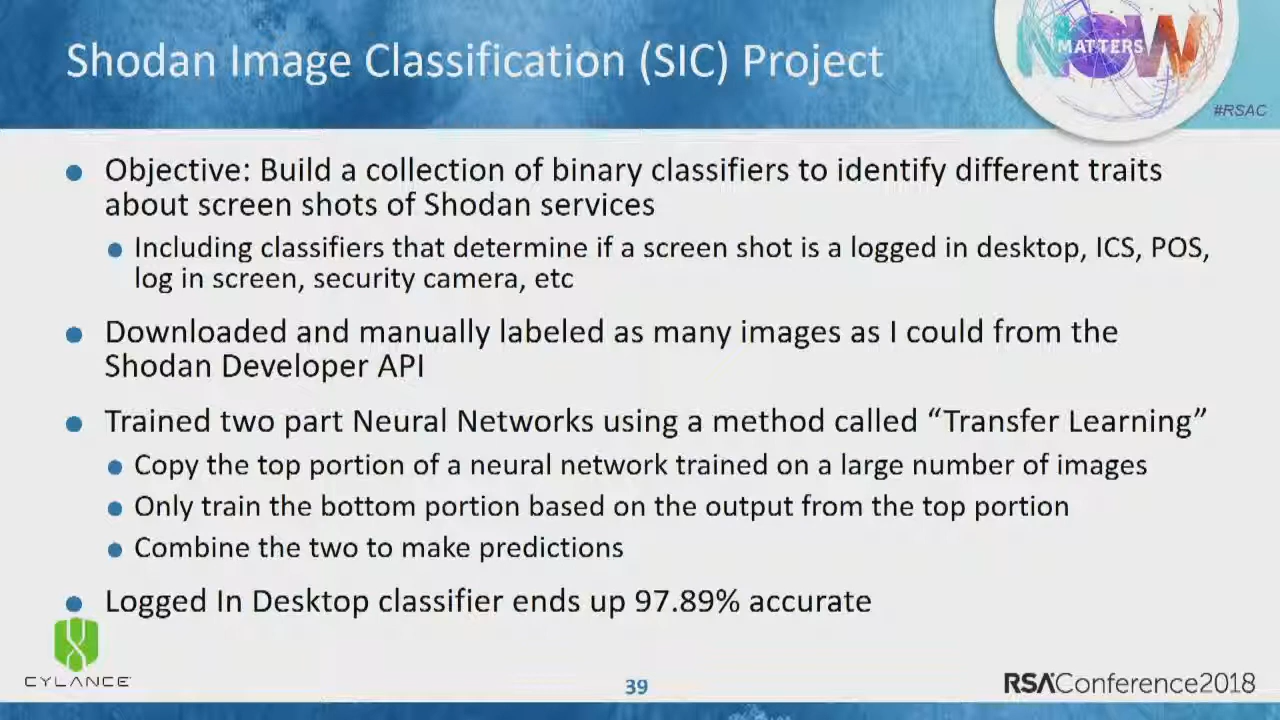 Shodan Image Classification (SIC) Project
NOW
MATTERS
#RSAC
Objective: Build a collection of binary classifiers to identify different traits
about screen shots of Shodan services
Including classifiers that determine if a screen shot is a logged in desktop, ICS, POS,
log in screen, security camera, etc
Downloaded and manually labeled as many images as I could from the
Shodan Developer API
Trained two part Neural Networks using a method called “Transfer Learning”
Copy the top portion of a neural network trained on a large number of images
Only train the bottom portion based on the output from the top portion
Combine the two to make predictions
Logged In Desktop classifier ends up 97.89% accurate
CYLANCE
39
RSAConference2018